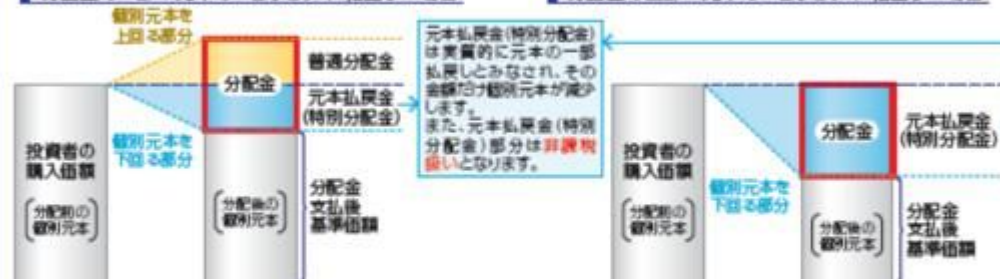 個別元本を
上回る部分
分配金
普通分配金
元本払戻金
(特別分配金)
個別元本を
下回る部分
投資者の
購入価額
(分配前の
個別元本)
(分配後の
個別元本)
分配金
支払後
基準価額
元本払戻金(特別分配金)
は実質的に元本の一部
払戻しとみなされ、その
金額だけ個別元本が減少
します。
また、元本払戻金(特別
分配金)部分は非課税
扱いとなります。
投資者の
購入価額
(分配前の
個別元本)
個別元本を
下回る部分
分配金
元本払戻金
(特別分配金)
(分配後の
個別元本)
分配金
支払後
基準価額